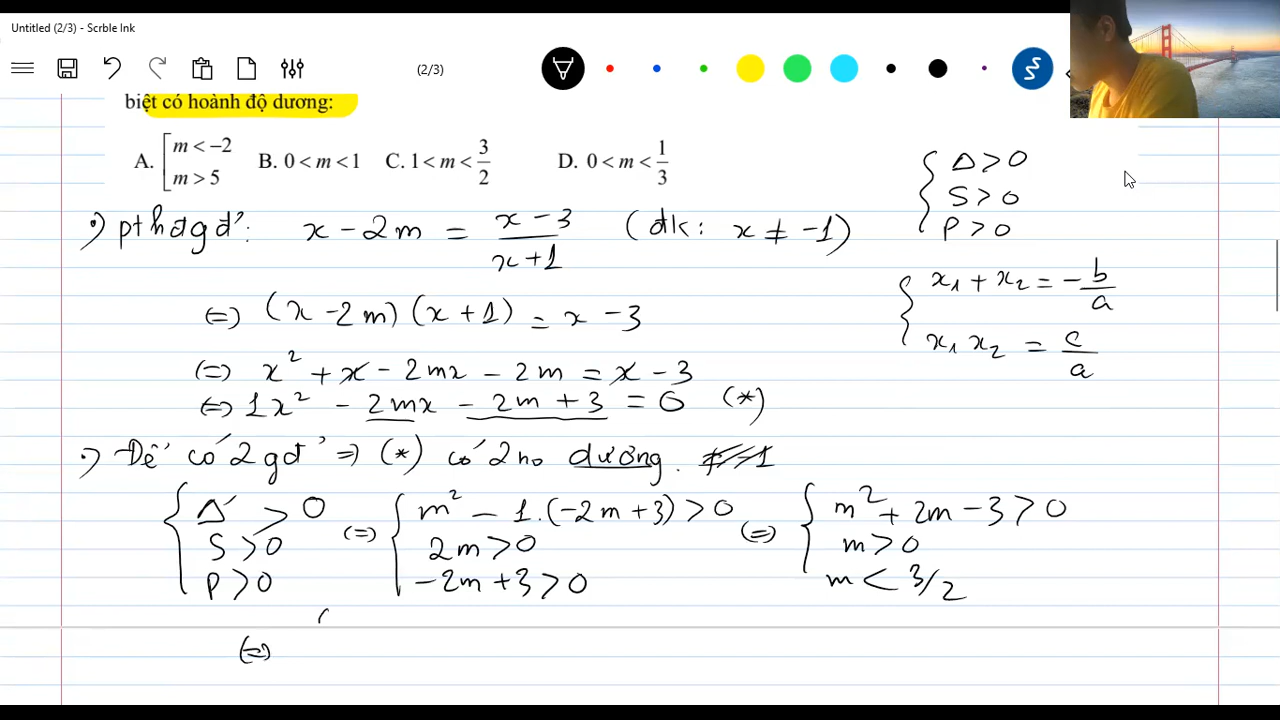 Untitled (2/3) - Scrble Ink
(2/3)
biệt có hoành độ dương:
A. [ m < -2
m > 5
B. 0 < m < 1 C. 1 < m < 3/2 D. 0 < m < 1/3
{ Δ > 0
S > 0
P > 0
•) pt hđgđ: x - 2m = (x - 3)/(x + 1) (đk: x ≠ -1)
{ x₁ + x₂ = -b/a
x₁ x₂ = c/a
⇔ (x - 2m)(x + 1) = x - 3
⇔ x² + x - 2mx - 2m = x - 3
⇔ 1x² - 2mx - 2m + 3 = 0 (*)
•) Để có 2 gđ ⇒ (*) có 2 no dương. ≠ -1
{ Δ' > 0 ⇔ { m² - 1.(-2m + 3) > 0 ⇔ { m² + 2m - 3 > 0
S > 0 2m > 0 m > 0
P > 0 -2m + 3 > 0 m < 3/2
⇔